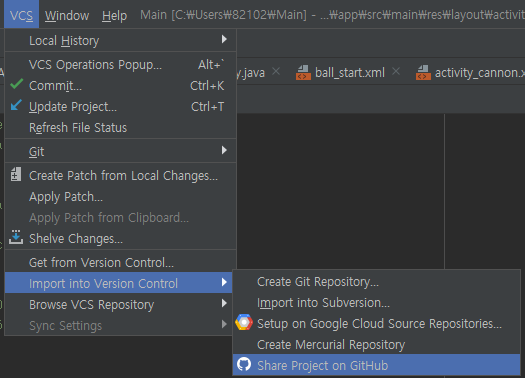 VCS Window Help Main [C:₩Users₩82102₩Main] - ...₩app₩src₩main₩res₩layout₩activi
Local History
VCS Operations Popup... Alt+`
y.java ball_start.xml activity_cannon.x
Commit... Ctrl+K
Update Project... Ctrl+T
Refresh File Status
Git
Create Patch from Local Changes...
Apply Patch...
Apply Patch from Clipboard...
Shelve Changes...
Get from Version Control...
Import into Version Control
Browse VCS Repository
Sync Settings
Create Git Repository...
Import into Subversion...
Setup on Google Cloud Source Repositories...
Create Mercurial Repository
Share Project on GitHub